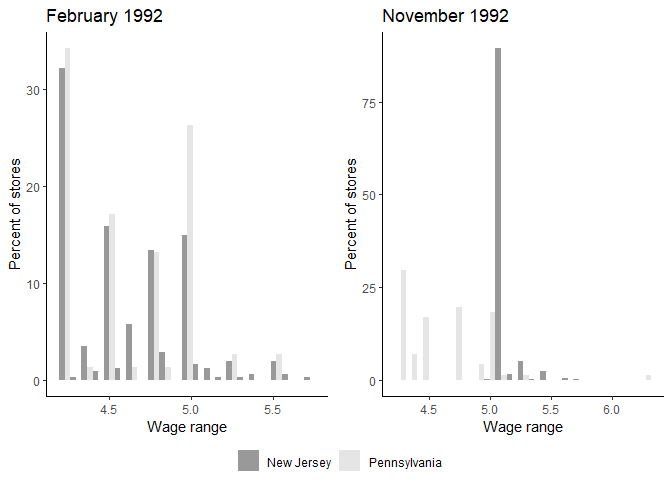 February 1992
Percent of stores
30
20
10
0
4.5 5.0 5.5
Wage range
November 1992
Percent of stores
75
50
25
0
4.5 5.0 5.5 6.0
Wage range
New Jersey Pennsylvania